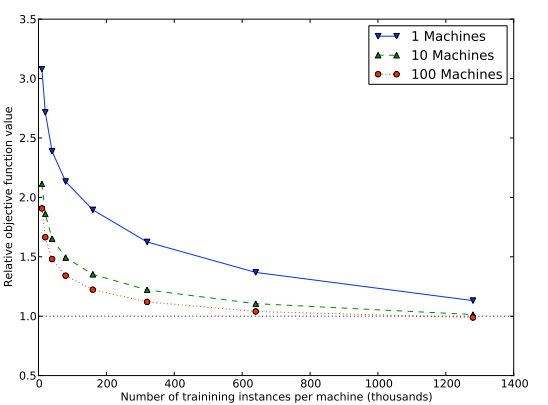 3.5
3.0
2.5
2.0
1.5
1.0
0.5
Relative objective function value
1 Machines
10 Machines
100 Machines
0 200 400 600 800 1000 1200 1400
Number of trainining instances per machine (thousands)